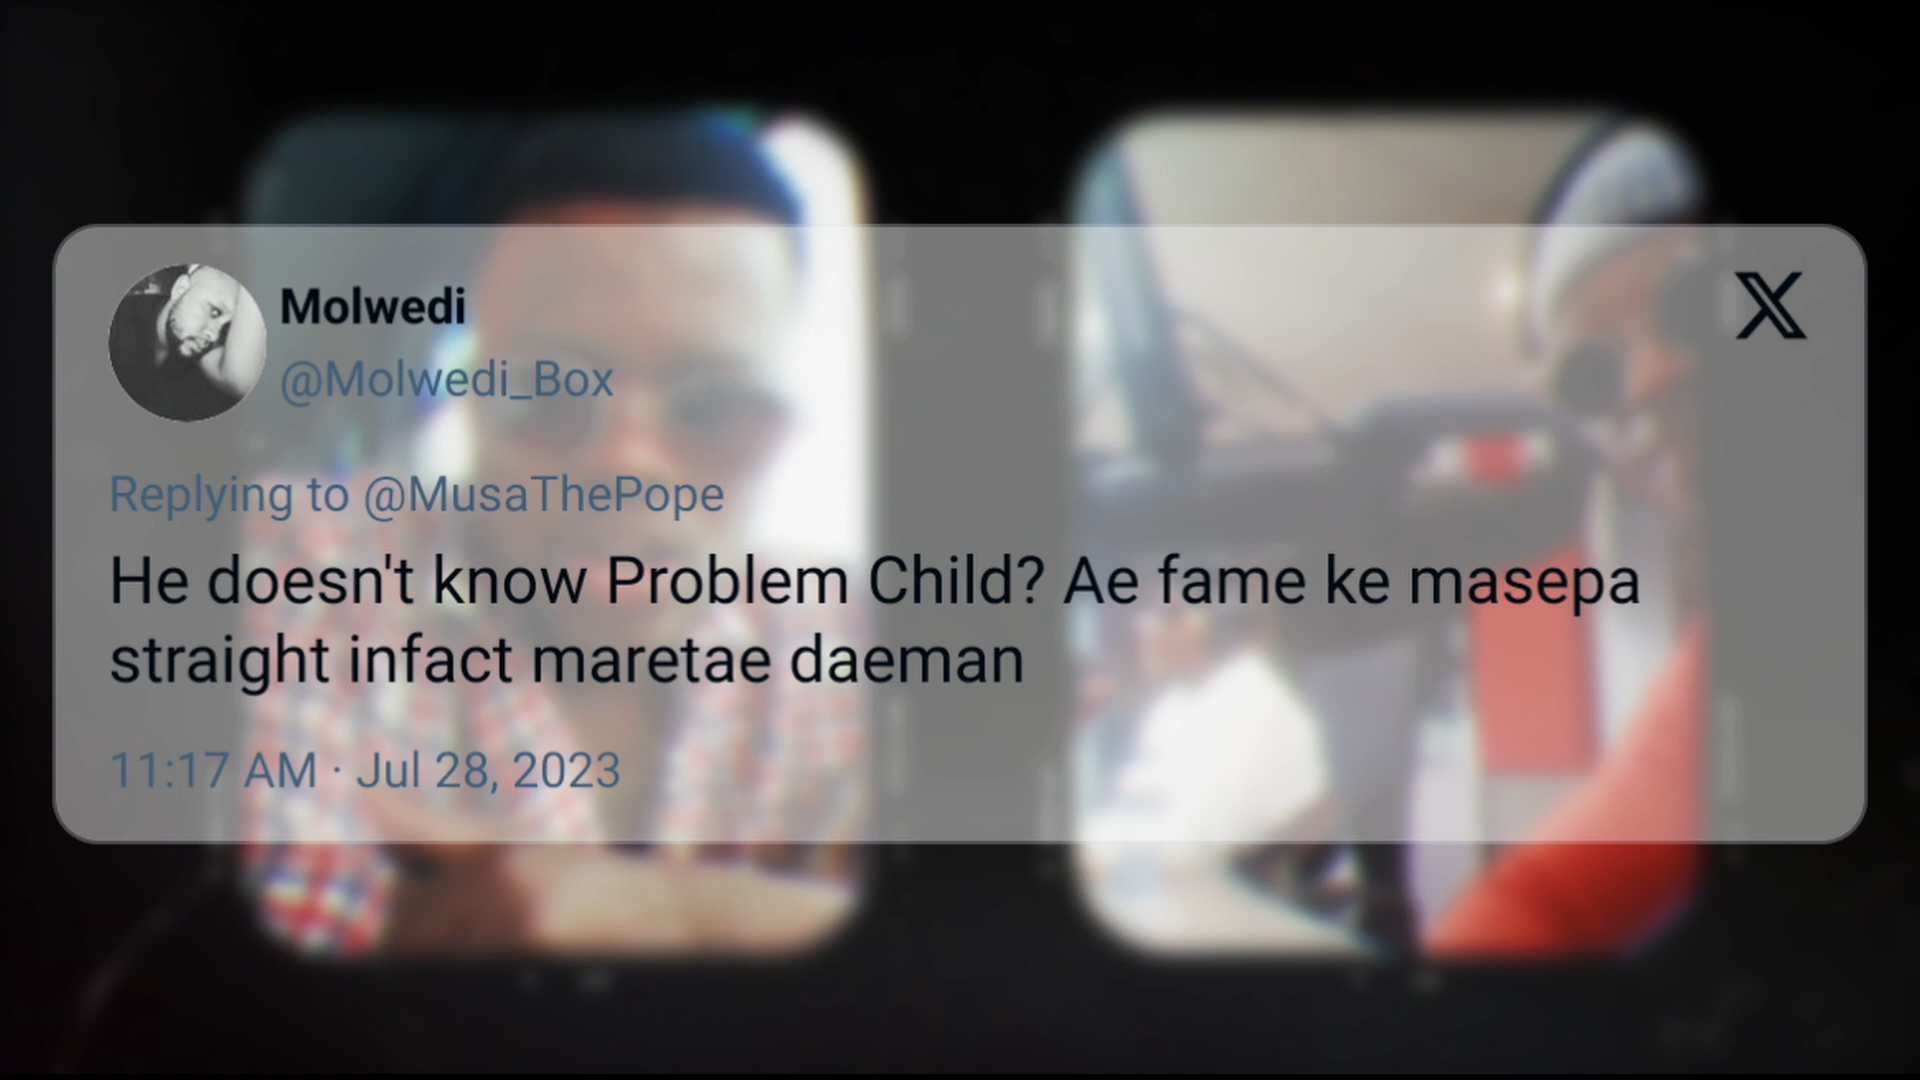 Molwedi
@Molwedi_Box
Replying to @MusaThePope
He doesn't know Problem Child? Ae fame ke masepa
straight infact maretae daeman
11:17 AM · Jul 28, 2023